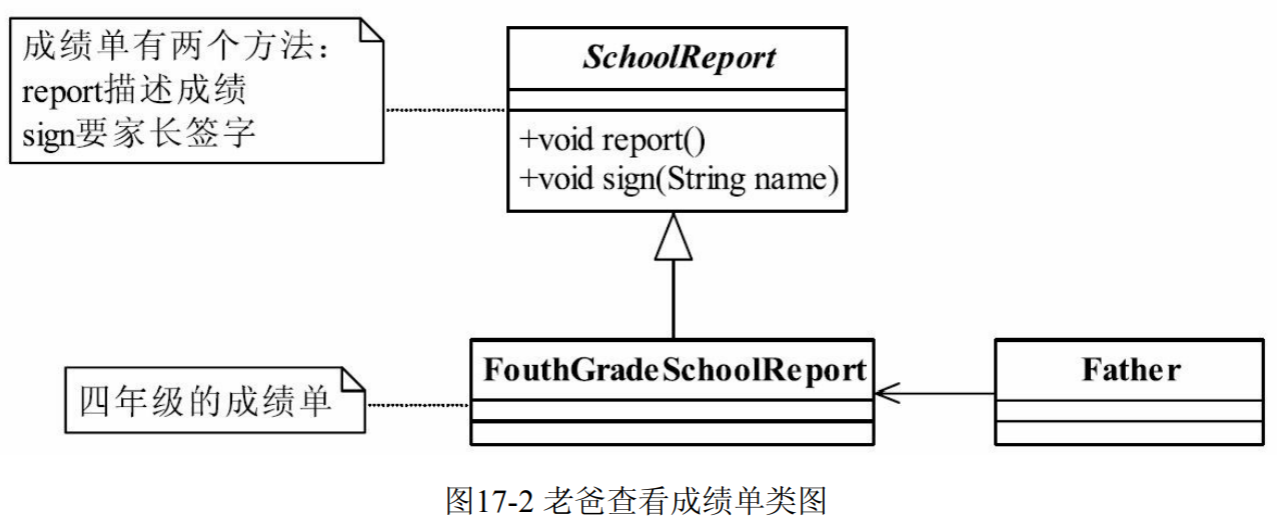 成绩单有两个方法：
report描述成绩
sign要家长签字
SchoolReport
+void report()
+void sign(String name)
四年级的成绩单
FouthGradeSchoolReport
Father
图17-2 老爸查看成绩单类图